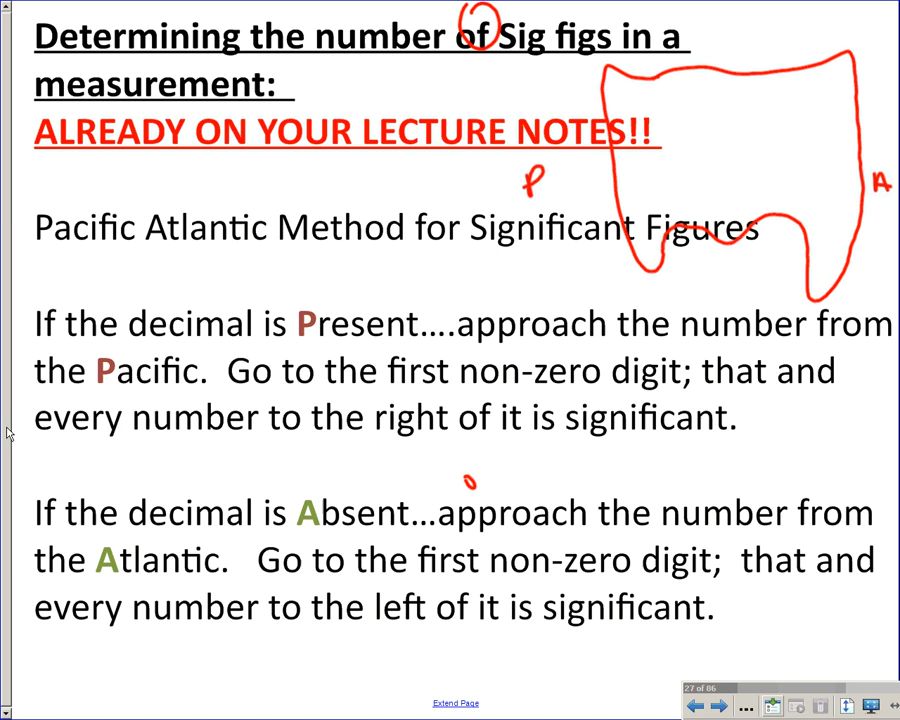 Determining the number of Sig figs in a
measurement:
ALREADY ON YOUR LECTURE NOTES!!
P
A
Pacific Atlantic Method for Significant Figures
If the decimal is Present....approach the number from
the Pacific. Go to the first non-zero digit; that and
every number to the right of it is significant.
If the decimal is Absent...approach the number from
the Atlantic. Go to the first non-zero digit; that and
every number to the left of it is significant.
27 of 86
Extend Page